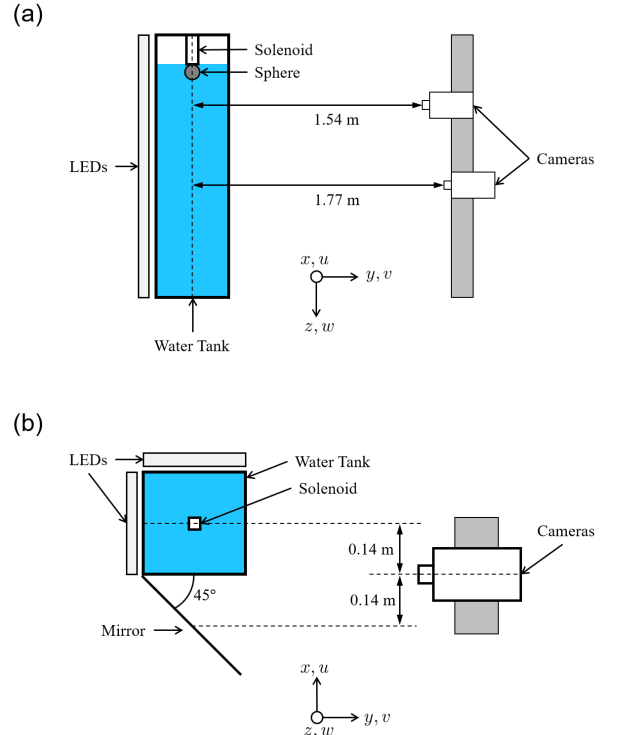 (a)
Solenoid
Sphere
1.54 m
LEDs
Cameras
1.77 m
x, u
y, v
z, w
Water Tank
(b)
LEDs
Water Tank
Solenoid
Cameras
0.14 m
45°
0.14 m
Mirror
x, u
y, v
z, w